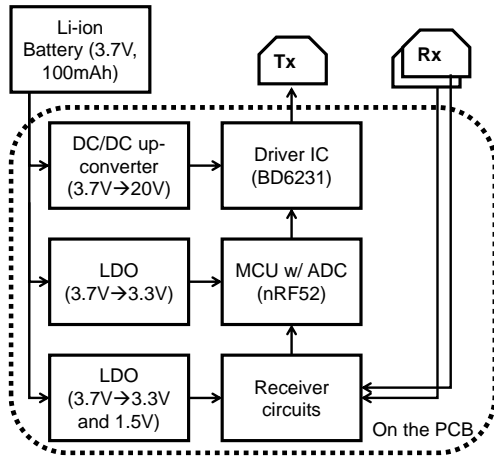 Li-ion
Battery (3.7V,
100mAh)
Tx
Rx
DC/DC up-
converter
(3.7V→20V)
Driver IC
(BD6231)
LDO
(3.7V→3.3V)
MCU w/ ADC
(nRF52)
LDO
(3.7V→3.3V
and 1.5V)
Receiver
circuits
On the PCB